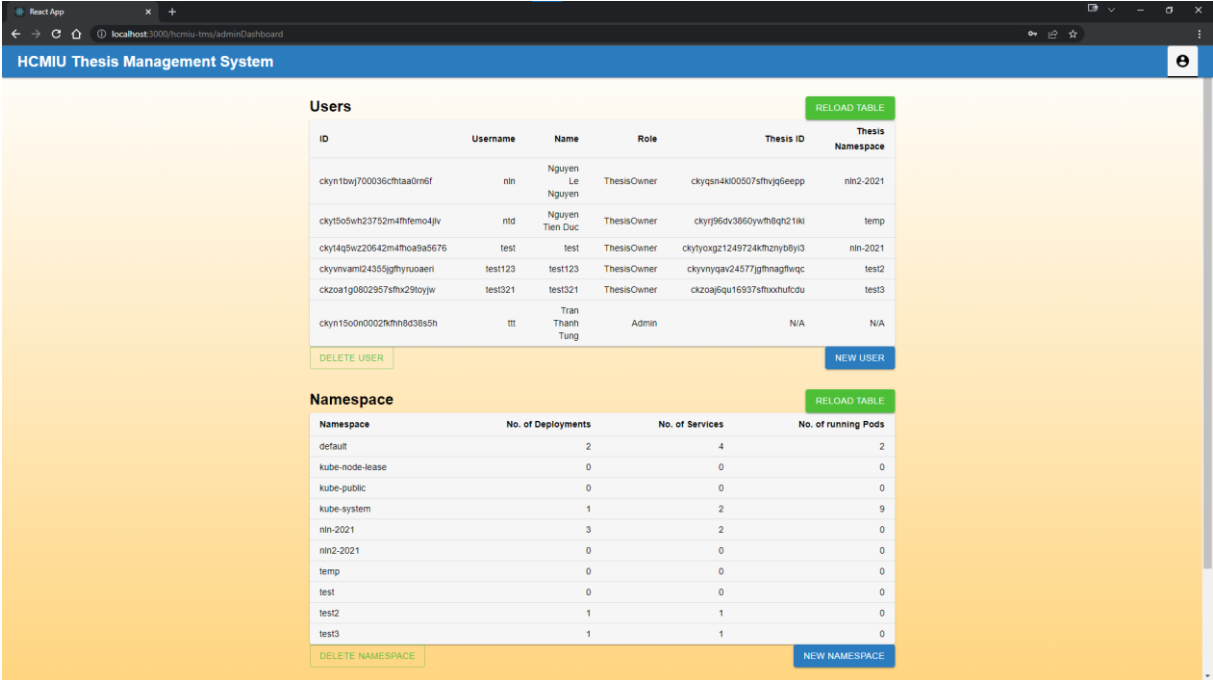 React App
localhost:3000/hcmiu-tms/adminDashboard
HCMIU Thesis Management System
Users
RELOAD TABLE
ID Username Name Role Thesis ID Thesis Namespace
ckyn1bwj700036cfhtaa0rn6f nln Nguyen Le Nguyen ThesisOwner ckyqsn4kl00507sfhvjq6eepp nln2-2021
ckyt5o5wh23752m4fhfemo4jlv ntd Nguyen Tien Duc ThesisOwner ckyrj96dv3860ywfh8qh21iki temp
ckyt4q5wz20642m4fhoa9a5676 test test ThesisOwner ckytyoxgz1249724kfhznyb8yi3 nln-2021
ckyvnvaml24355jgfhyruoaeri test123 test123 ThesisOwner ckyvnyqav24577jgfhnagflwqc test2
ckzoa1g0802957sfhx29toyjw test321 test321 ThesisOwner ckzoaj6qu16937sfhxxhufcdu test3
ckyn15o0n0002fkfhh8d38s5h ttt Tran Thanh Tung Admin N/A N/A
DELETE USER
NEW USER
Namespace
RELOAD TABLE
Namespace No. of Deployments No. of Services No. of running Pods
default 2 4 2
kube-node-lease 0 0 0
kube-public 0 0 0
kube-system 1 2 9
nln-2021 3 2 0
nln2-2021 0 0 0
temp 0 0 0
test 0 0 0
test2 1 1 0
test3 1 1 0
DELETE NAMESPACE
NEW NAMESPACE